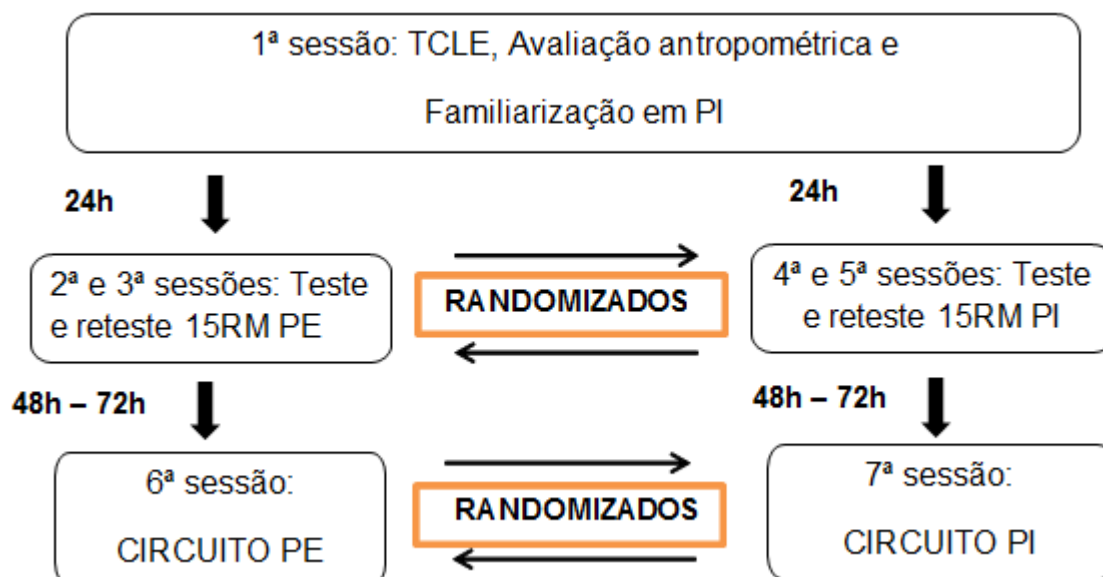 1ª sessão: TCLE, Avaliação antropométrica e
Familiarização em PI
24h
24h
2ª e 3ª sessões: Teste
e reteste 15RM PE
RANDOMIZADOS
4ª e 5ª sessões: Teste
e reteste 15RM PI
48h – 72h
48h – 72h
6ª sessão:
CIRCUITO PE
RANDOMIZADOS
7ª sessão:
CIRCUITO PI